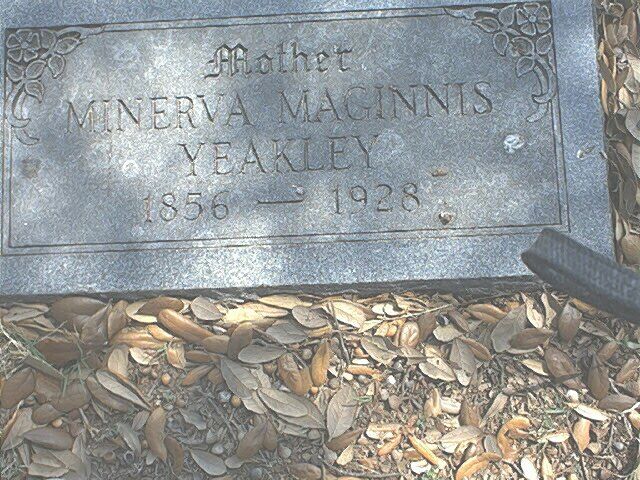 Mother
MINERVA MAGINNIS
YEAKLEY
1856 — 1928